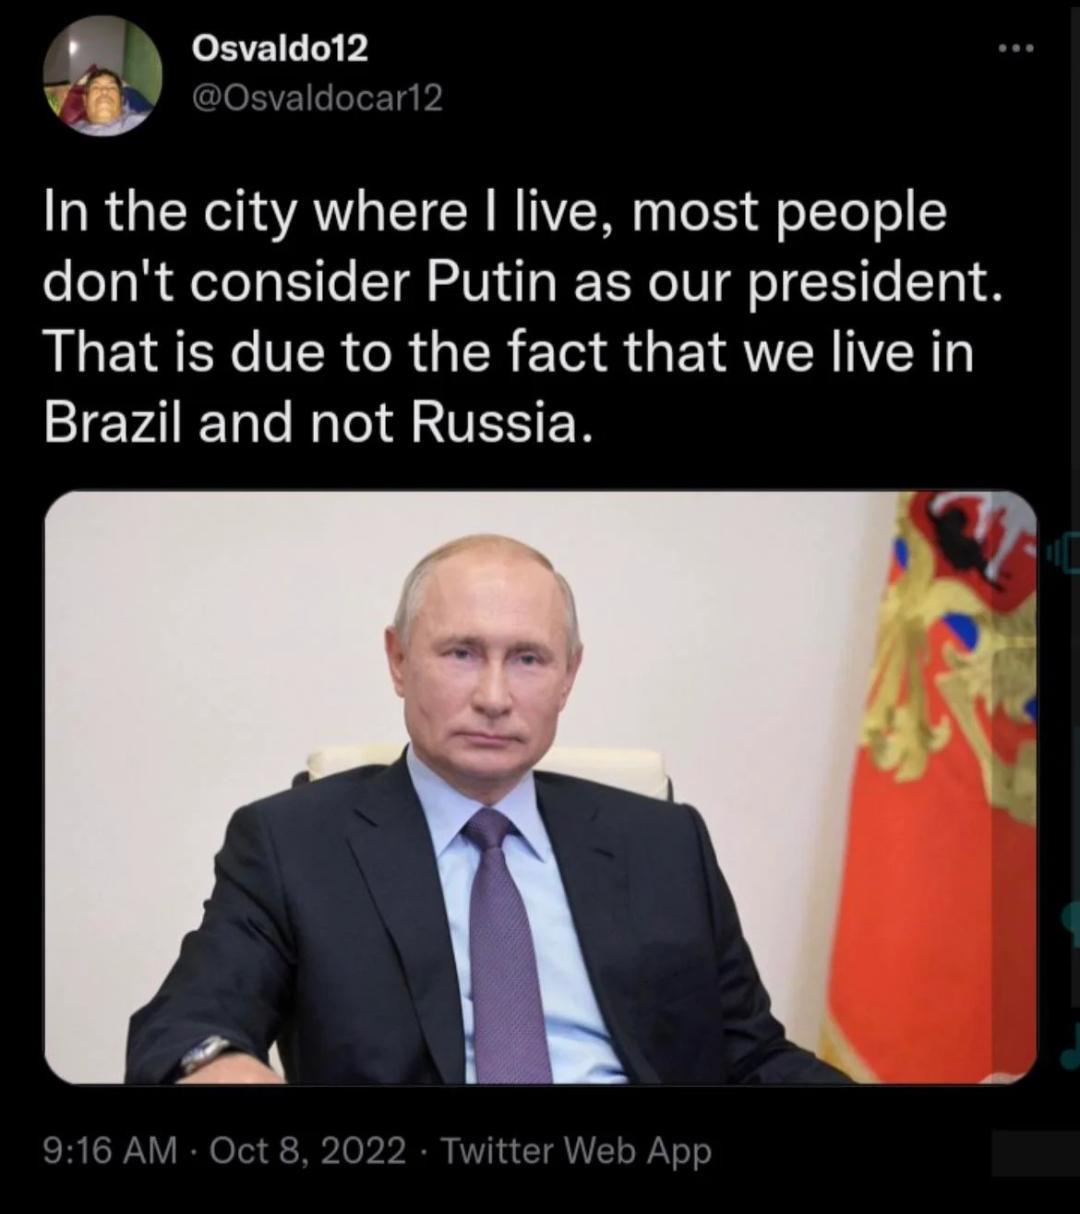 Osvaldo12
@Osvaldocar12
In the city where I live, most people
don't consider Putin as our president.
That is due to the fact that we live in
Brazil and not Russia.
9:16 AM · Oct 8, 2022 · Twitter Web App